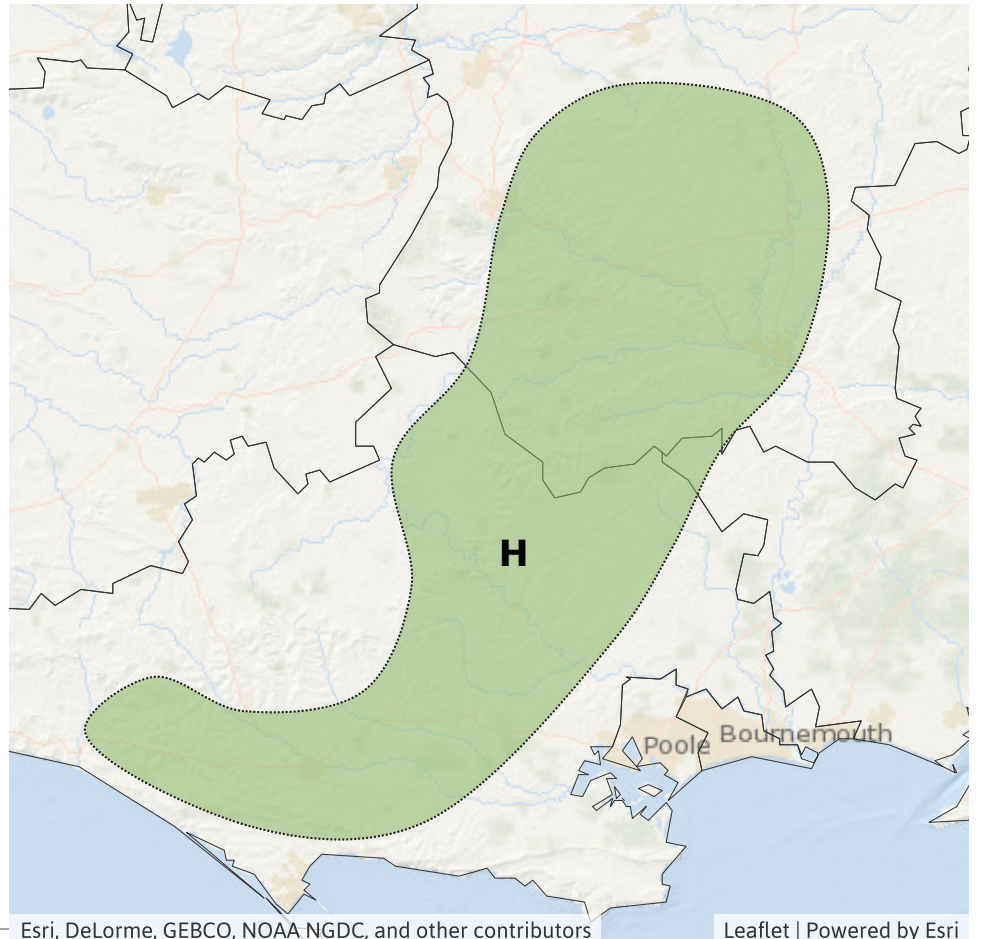 H
Poole
Bournemouth
Esri, DeLorme, GEBCO, NOAA NGDC, and other contributors
Leaflet | Powered by Esri